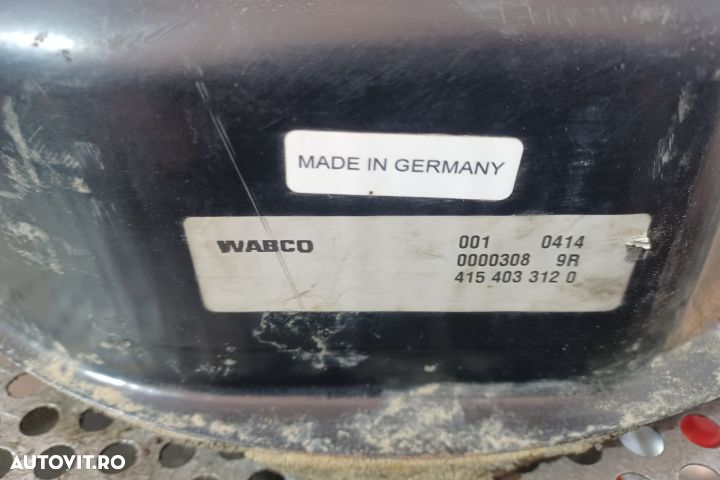 MADE IN GERMANY
WABCO 001 0414
0000308 9R
415 403 312 0
AUTOVIT.RO